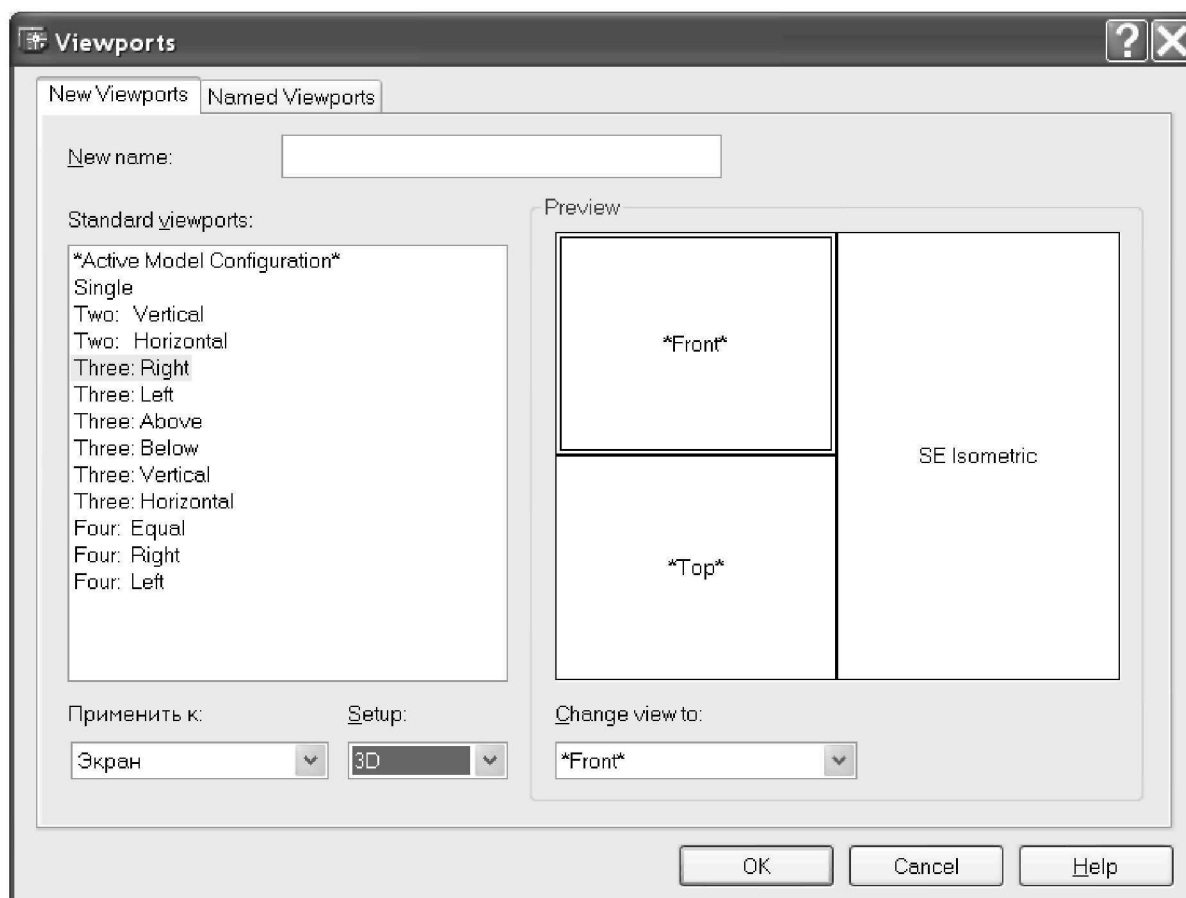 Viewports
New Viewports
Named Viewports
New name:
Standard viewports:
*Active Model Configuration*
Single
Two: Vertical
Two: Horizontal
Three: Right
Three: Left
Three: Above
Three: Below
Three: Vertical
Three: Horizontal
Four: Equal
Four: Right
Four: Left
Preview
*Front*
*Top*
SE Isometric
Применить к:
Setup:
Change view to:
Экран
3D
*Front*
OK
Cancel
Help